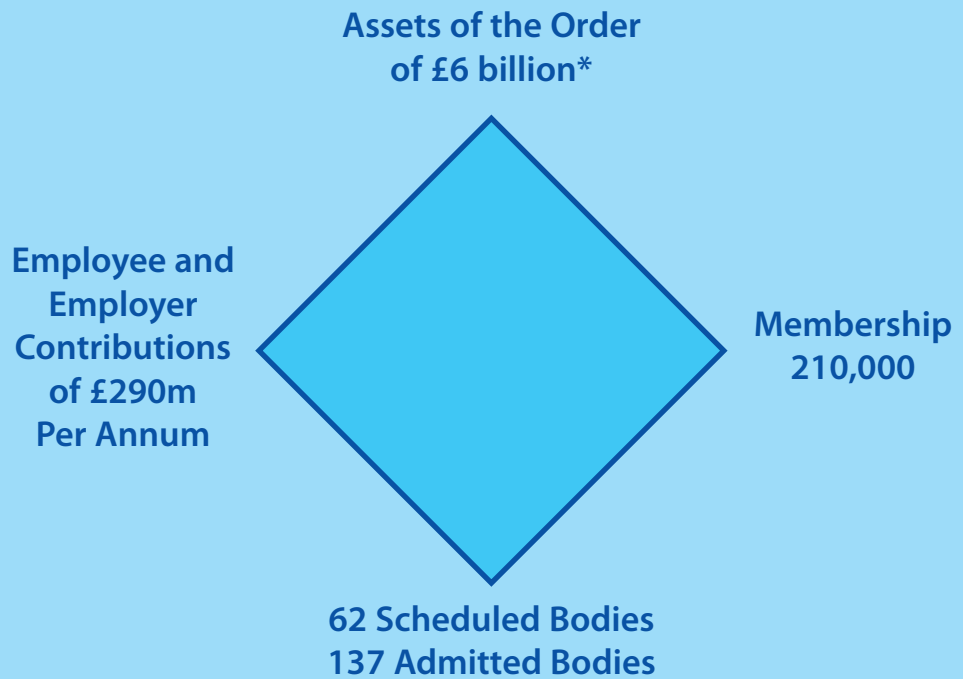 Assets of the Order
of £6 billion*
Employee and
Employer
Contributions
of £290m
Per Annum
Membership
210,000
62 Scheduled Bodies
137 Admitted Bodies